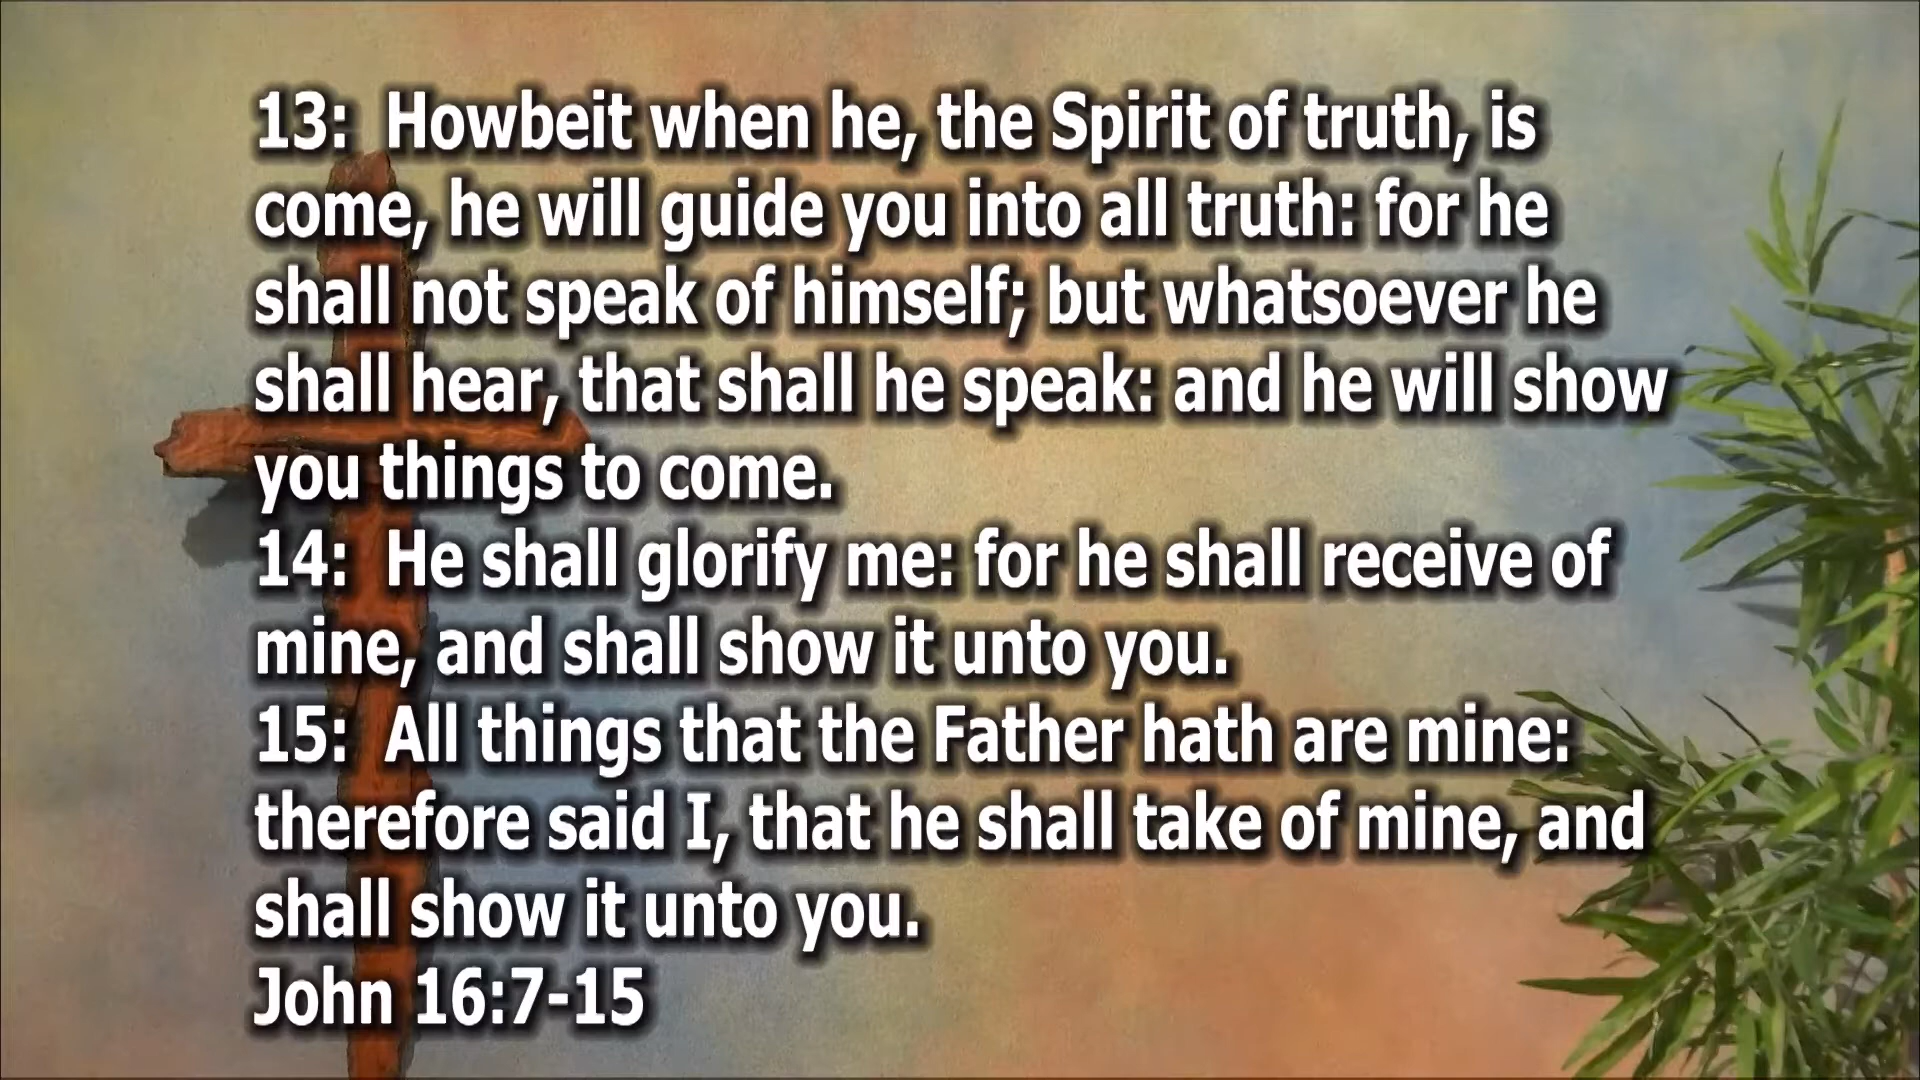 13:  Howbeit when he, the Spirit of truth, is
come, he will guide you into all truth: for he
shall not speak of himself; but whatsoever he
shall hear, that shall he speak: and he will show
you things to come.
14:  He shall glorify me: for he shall receive of
mine, and shall show it unto you.
15:  All things that the Father hath are mine:
therefore said I, that he shall take of mine, and
shall show it unto you.
John 16:7-15